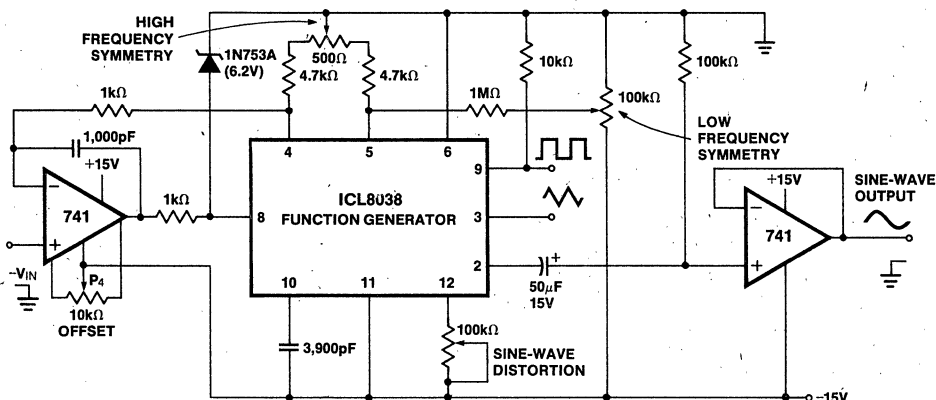 HIGH
FREQUENCY
SYMMETRY
1N753A
(6.2V)
500Ω
4.7kΩ
4.7kΩ
10kΩ
100kΩ
1kΩ
1MΩ
100kΩ
LOW
FREQUENCY
SYMMETRY
1,000pF
+15V
4
5
6
9
ICL8038
FUNCTION GENERATOR
741
−
+
1kΩ
8
3
2
+
50μF
15V
+15V
−
741
+
SINE-WAVE
OUTPUT
−VIN
P4
10kΩ
OFFSET
10
11
12
3,900pF
100kΩ
SINE-WAVE
DISTORTION
−15V